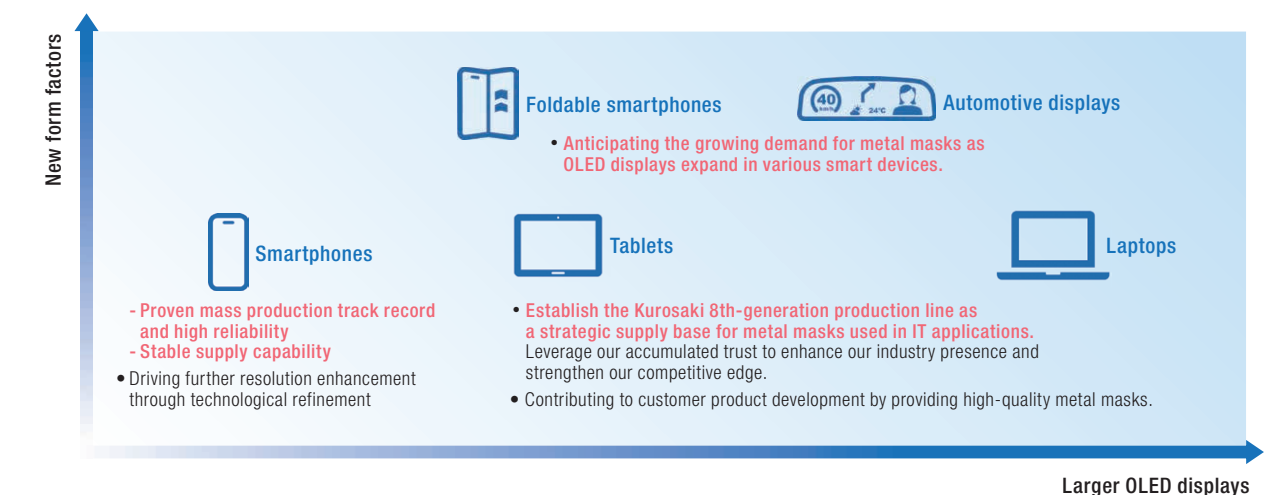 New form factors
Foldable smartphones
40
km/h
24°C
Automotive displays
• Anticipating the growing demand for metal masks as
OLED displays expand in various smart devices.
Smartphones
Tablets
Laptops
- Proven mass production track record
and high reliability
- Stable supply capability
• Driving further resolution enhancement
through technological refinement
• Establish the Kurosaki 8th-generation production line as
a strategic supply base for metal masks used in IT applications.
Leverage our accumulated trust to enhance our industry presence and
strengthen our competitive edge.
• Contributing to customer product development by providing high-quality metal masks.
Larger OLED displays